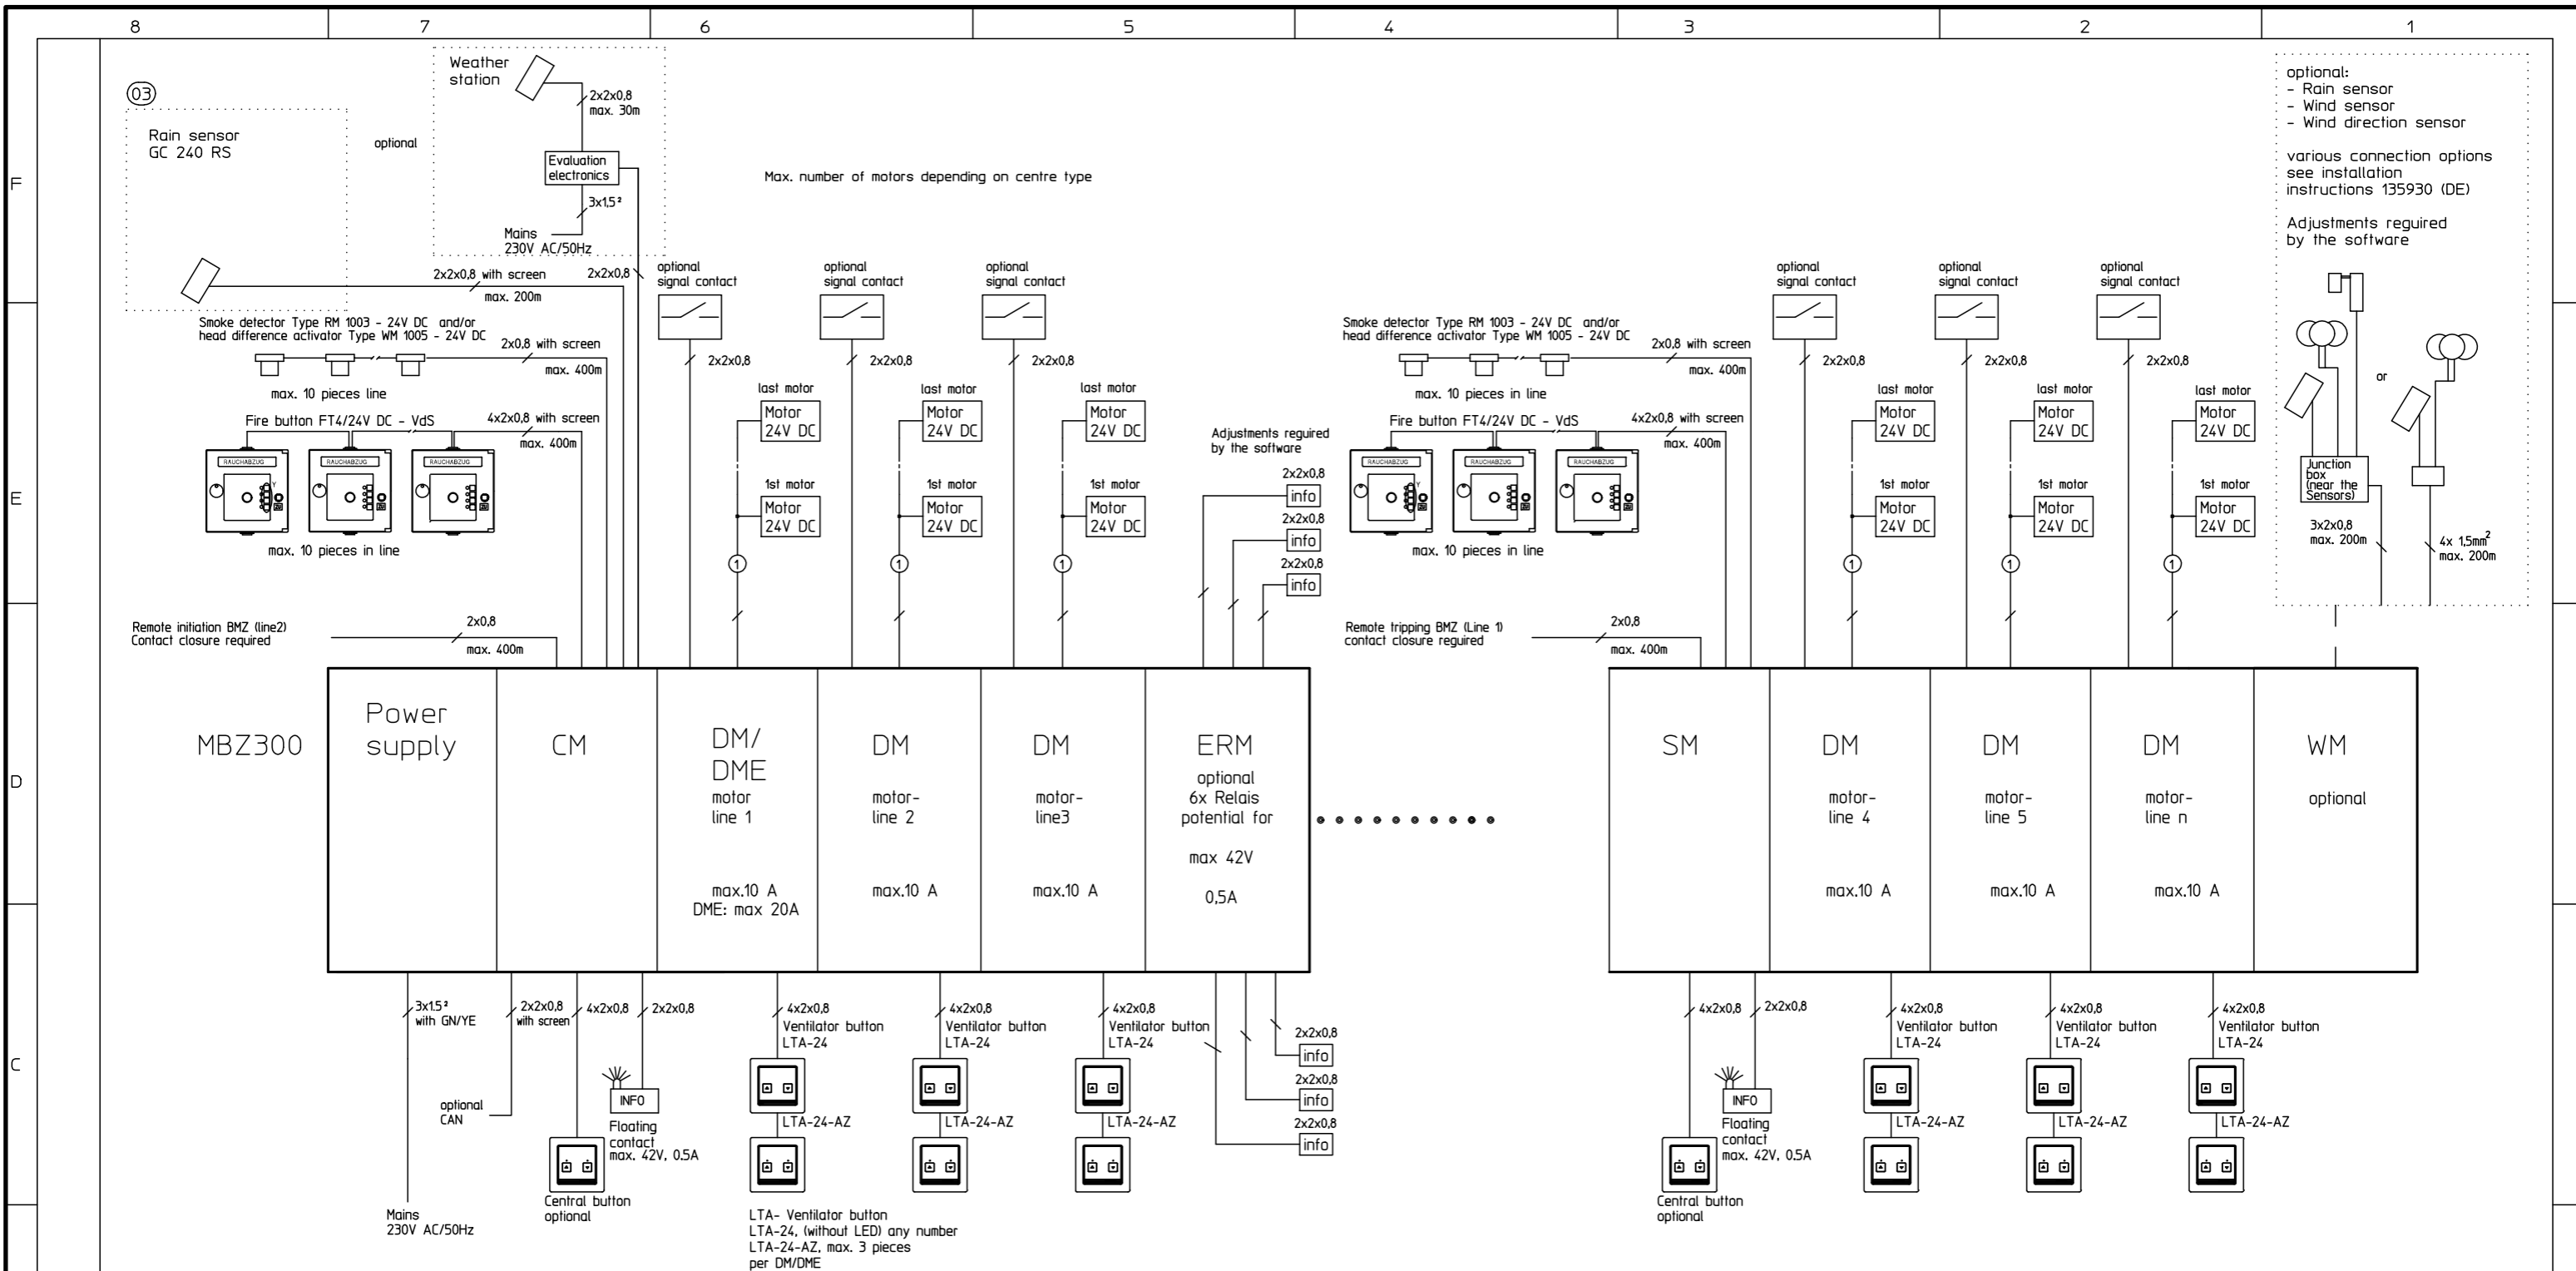 8 7 6 5 4 3 2 1
F
E
D
C
03
Rain sensor
GC 240 RS
optional
Weather
station
2x2x0,8
max. 30m
Evaluation
electronics
3x1,5²
Mains
230V AC/50Hz
2x2x0,8 with screen
max. 200m
2x2x0,8
Max. number of motors depending on centre type
optional:
- Rain sensor
- Wind sensor
- Wind direction sensor
various connection options
see installation
instructions 135930 (DE)
Adjustments reguired
by the software
or
Junction
box
(near the
Sensors)
3x2x0,8
max. 200m
4x 1,5mm²
max. 200m
Smoke detector Type RM 1003 - 24V DC and/or
head difference activator Type WM 1005 - 24V DC
2x0,8 with screen
max. 400m
max. 10 pieces line
Fire button FT4/24V DC - VdS
4x2x0,8 with screen
max. 400m
RAUCHABZUG
RAUCHABZUG
RAUCHABZUG
max. 10 pieces in line
Remote initiation BMZ (line2)
Contact closure required
2x0,8
max. 400m
optional
signal contact
2x2x0,8
last motor
Motor
24V DC
1st motor
Motor
24V DC
1
optional
signal contact
2x2x0,8
last motor
Motor
24V DC
1st motor
Motor
24V DC
1
optional
signal contact
2x2x0,8
last motor
Motor
24V DC
1st motor
Motor
24V DC
1
Adjustments reguired
by the software
2x2x0,8
info
2x2x0,8
info
2x2x0,8
info
Smoke detector Type RM 1003 - 24V DC and/or
head difference activator Type WM 1005 - 24V DC
2x0,8 with screen
max. 400m
max. 10 pieces in line
Fire button FT4/24V DC - VdS
4x2x0,8 with screen
max. 400m
RAUCHABZUG
RAUCHABZUG
RAUCHABZUG
max. 10 pieces in line
Remote tripping BMZ (Line 1)
contact closure reguired
2x0,8
max. 400m
optional
signal contact
2x2x0,8
last motor
Motor
24V DC
1st motor
Motor
24V DC
1
optional
signal contact
2x2x0,8
last motor
Motor
24V DC
1st motor
Motor
24V DC
1
optional
signal contact
2x2x0,8
last motor
Motor
24V DC
1st motor
Motor
24V DC
1
MBZ300
Power
supply
CM
DM/
DME
motor
line 1
max.10 A
DME: max 20A
DM
motor-
line 2
max.10 A
DM
motor-
line3
max.10 A
ERM
optional
6x Relais
potential for
max 42V
0,5A
SM
DM
motor-
line 4
max.10 A
DM
motor-
line 5
max.10 A
DM
motor-
line n
max.10 A
WM
optional
3x1.5²
with GN/YE
Mains
230V AC/50Hz
2x2x0,8
with screen
optional
CAN
4x2x0,8
Central button
optional
2x2x0,8
INFO
Floating
contact
max. 42V, 0.5A
4x2x0,8
Ventilator button
LTA-24
LTA-24-AZ
4x2x0,8
Ventilator button
LTA-24
LTA-24-AZ
4x2x0,8
Ventilator button
LTA-24
LTA-24-AZ
2x2x0,8
info
2x2x0,8
info
2x2x0,8
info
LTA- Ventilator button
LTA-24, (without LED) any number
LTA-24-AZ, max. 3 pieces
per DM/DME
4x2x0,8
Central button
optional
2x2x0,8
INFO
Floating
contact
max. 42V, 0.5A
4x2x0,8
Ventilator button
LTA-24
LTA-24-AZ
4x2x0,8
Ventilator button
LTA-24
LTA-24-AZ
4x2x0,8
Ventilator button
LTA-24
LTA-24-AZ